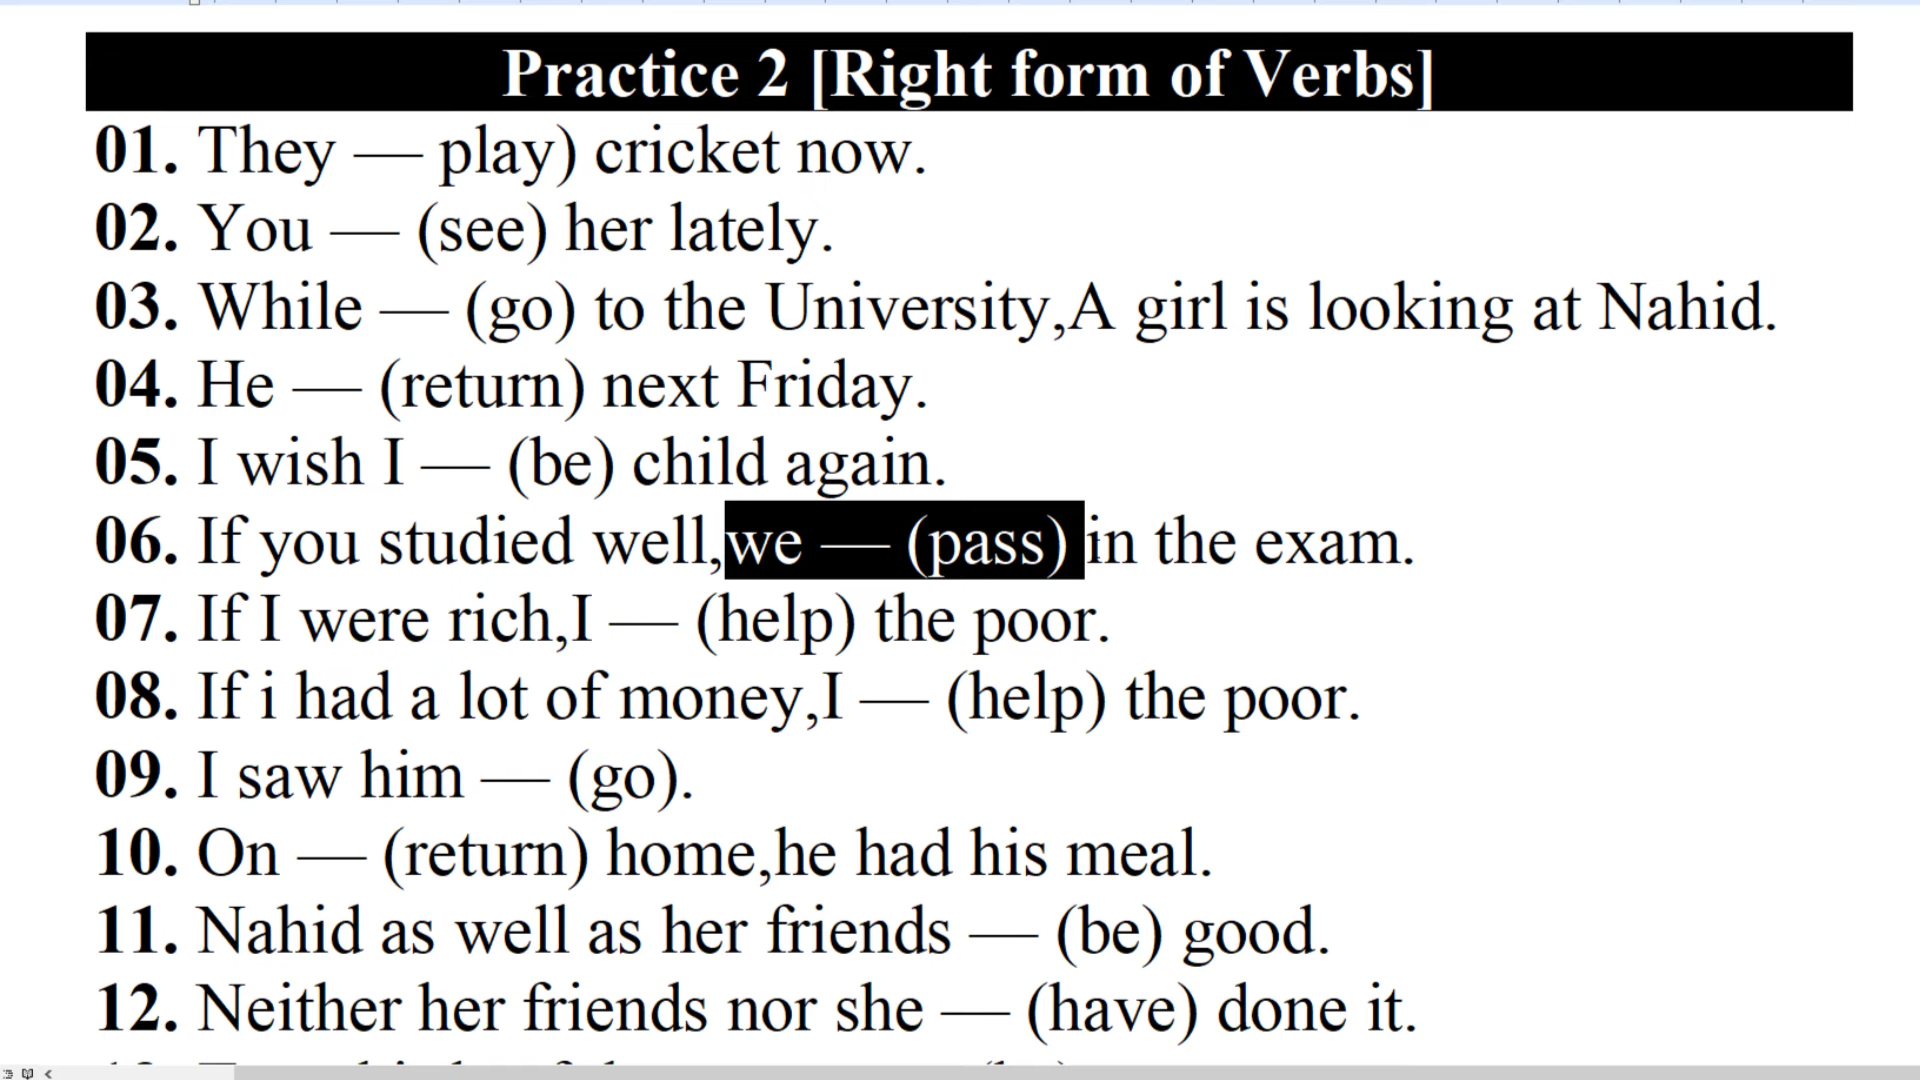 Practice 2 [Right form of Verbs]
01. They — play) cricket now.
02. You — (see) her lately.
03. While — (go) to the University,A girl is looking at Nahid.
04. He — (return) next Friday.
05. I wish I — (be) child again.
06. If you studied well,we — (pass) in the exam.
07. If I were rich,I — (help) the poor.
08. If i had a lot of money,I — (help) the poor.
09. I saw him — (go).
10. On — (return) home,he had his meal.
11. Nahid as well as her friends — (be) good.
12. Neither her friends nor she — (have) done it.